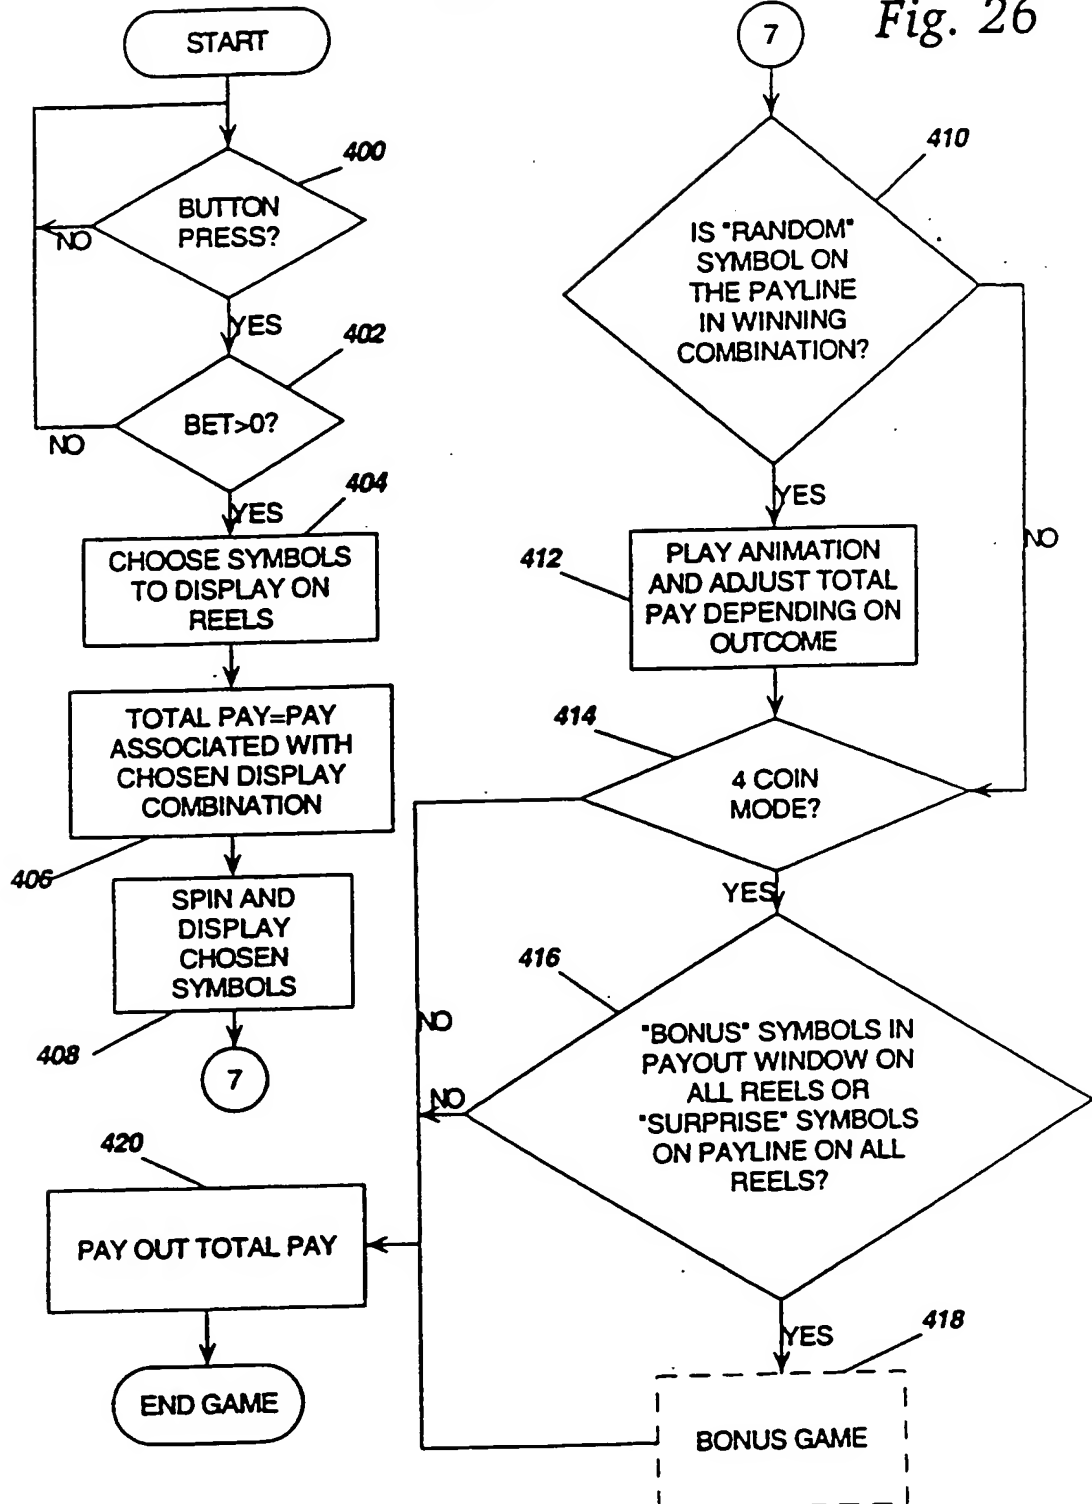 Fig. 26
START
400
BUTTON
PRESS?
NO
YES
402
BET>0?
NO
YES
404
CHOOSE SYMBOLS
TO DISPLAY ON
REELS
TOTAL PAY=PAY
ASSOCIATED WITH
CHOSEN DISPLAY
COMBINATION
406
SPIN AND
DISPLAY
CHOSEN
SYMBOLS
408
7
7
410
IS "RANDOM"
SYMBOL ON
THE PAYLINE
IN WINNING
COMBINATION?
YES
NO
412
PLAY ANIMATION
AND ADJUST TOTAL
PAY DEPENDING ON
OUTCOME
414
4 COIN
MODE?
YES
NO
416
"BONUS" SYMBOLS IN
PAYOUT WINDOW ON
ALL REELS OR
"SURPRISE" SYMBOLS
ON PAYLINE ON ALL
REELS?
NO
YES
418
BONUS GAME
420
PAY OUT TOTAL PAY
END GAME